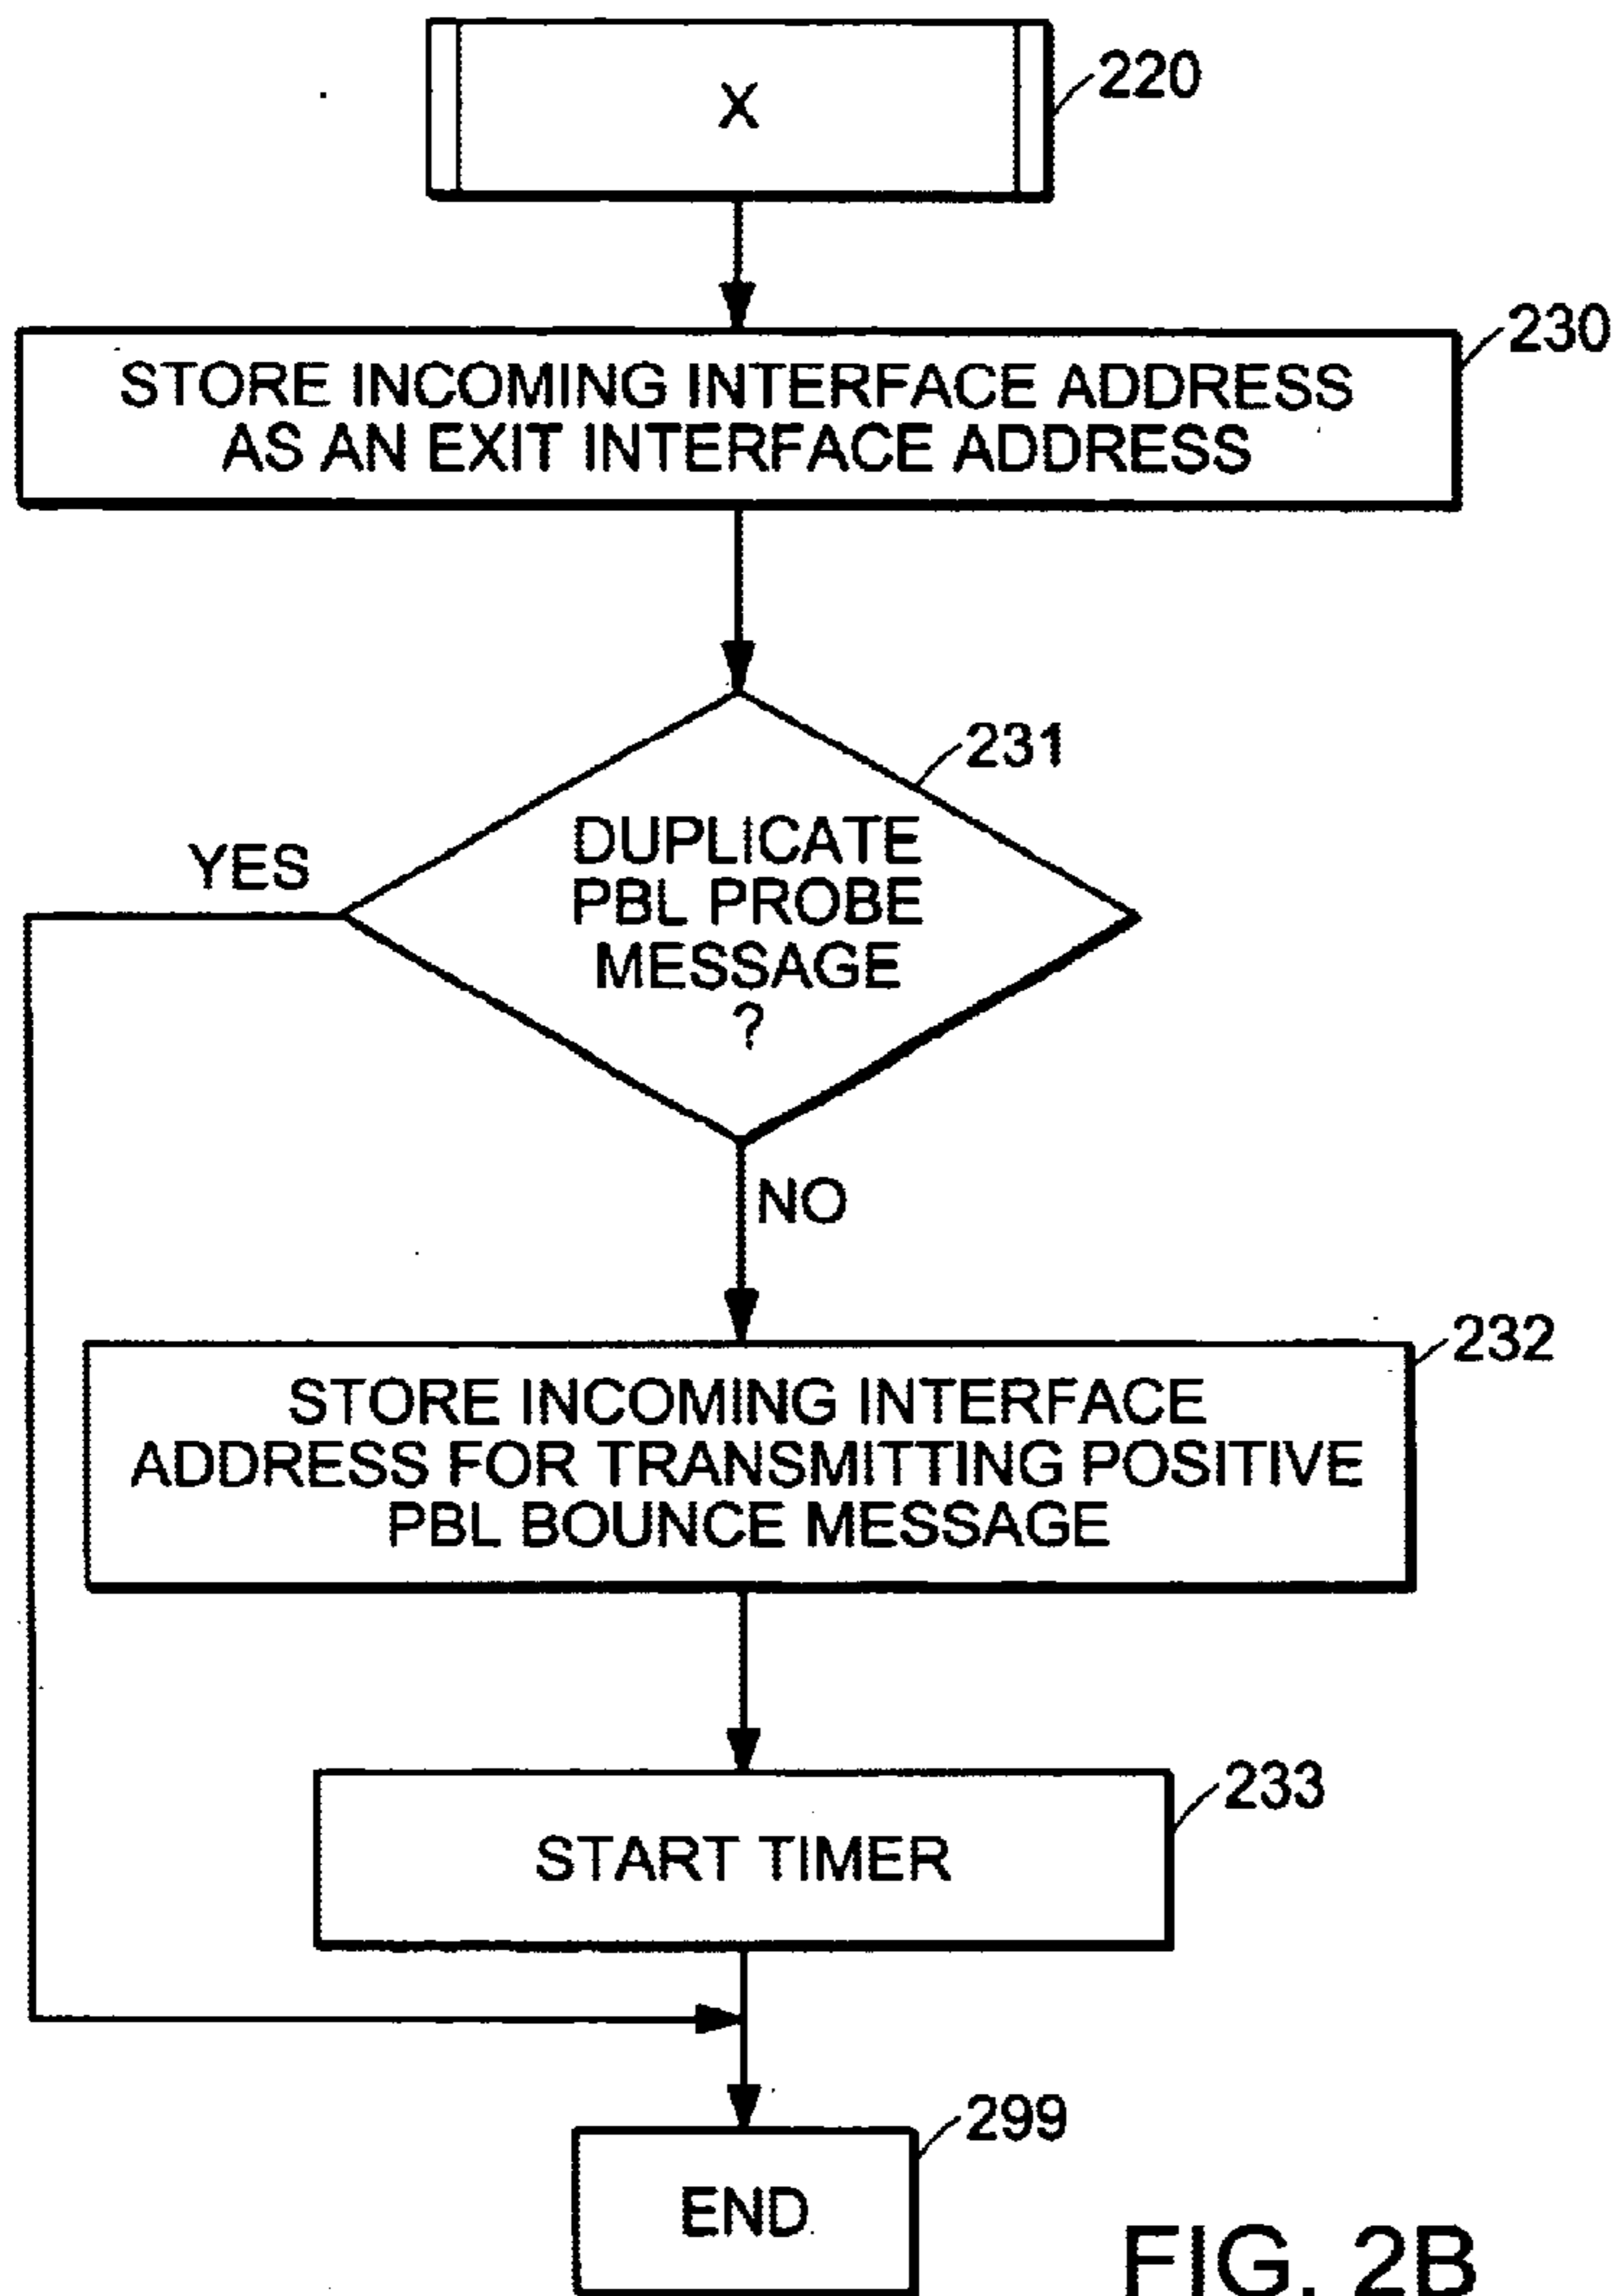 X
220
230
STORE INCOMING INTERFACE ADDRESS
AS AN EXIT INTERFACE ADDRESS
231
DUPLICATE
PBL PROBE
MESSAGE
?
YES
NO
232
STORE INCOMING INTERFACE
ADDRESS FOR TRANSMITTING POSITIVE
PBL BOUNCE MESSAGE
233
START TIMER
299
END
FIG. 2B